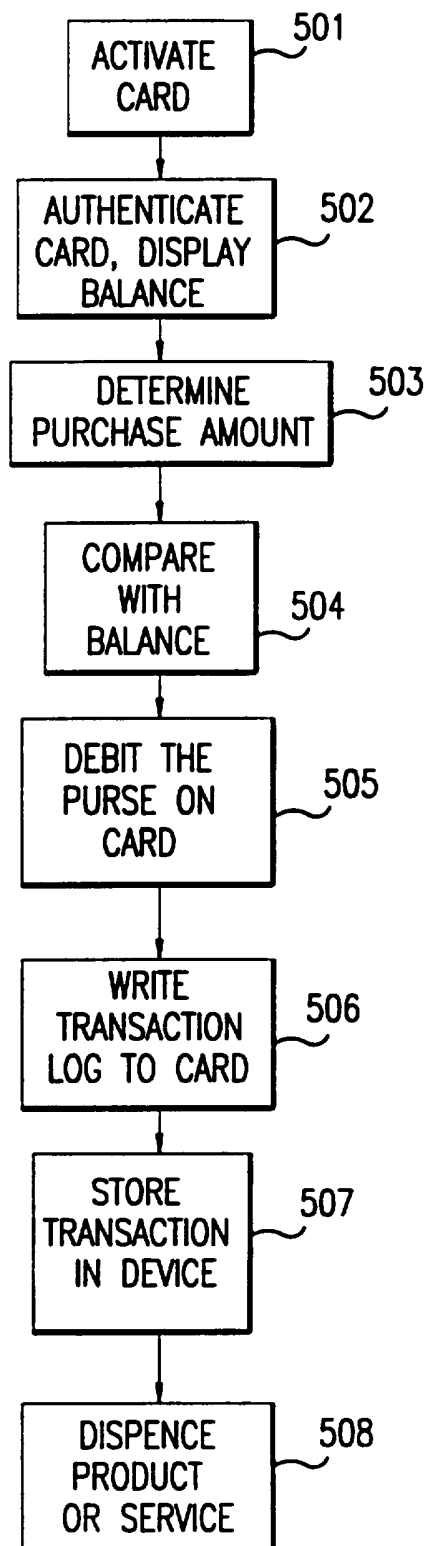 501
ACTIVATE
CARD
502
AUTHENTICATE
CARD, DISPLAY
BALANCE
503
DETERMINE
PURCHASE AMOUNT
COMPARE
WITH
BALANCE
504
DEBIT THE
PURSE ON
CARD
505
WRITE
TRANSACTION
LOG TO CARD
506
STORE
TRANSACTION
IN DEVICE
507
DISPENCE
PRODUCT
OR SERVICE
508